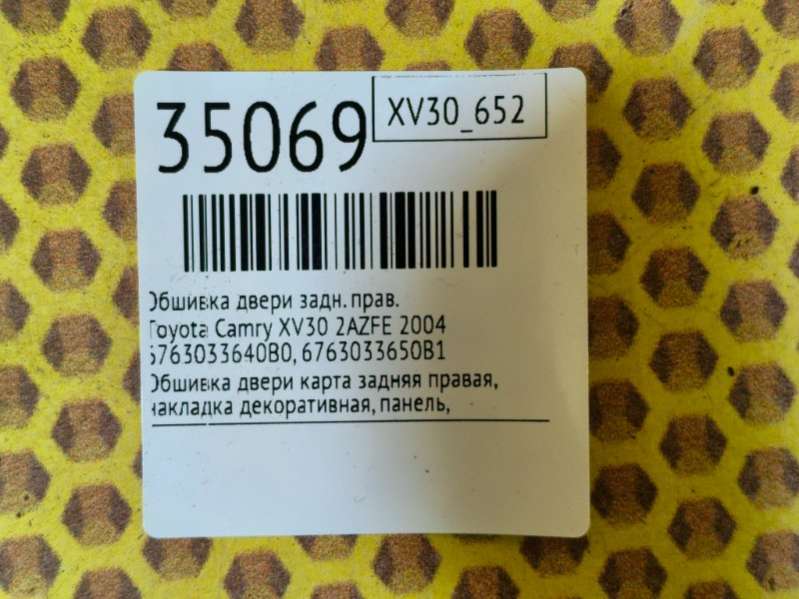 35069
XV30_652
Обшивка двери задн. прав.
Toyota Camry XV30 2AZFE 2004
6763033640B0, 6763033650B1
Обшивка двери карта задняя правая,
накладка декоративная, панель,